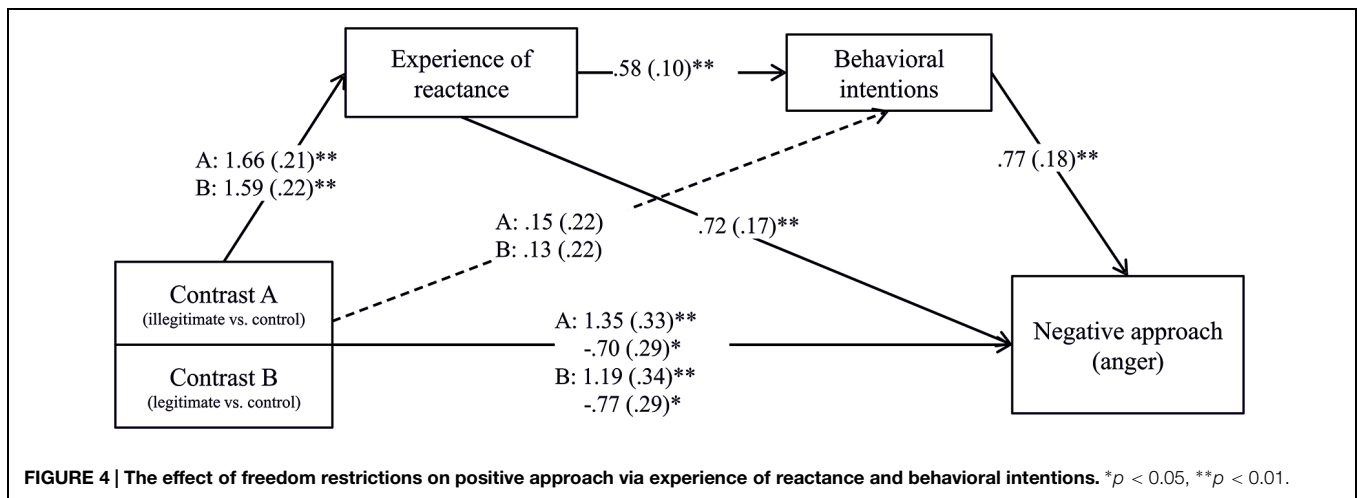 Experience of
reactance
.58 (.10)**
Behavioral
intentions
A: 1.66 (.21)**
B: 1.59 (.22)**
.77 (.18)**
A: .15 (.22)
B: .13 (.22)
.72 (.17)**
Contrast A
(illegitimate vs. control)
Contrast B
(legitimate vs. control)
A: 1.35 (.33)**
-.70 (.29)*
B: 1.19 (.34)**
-.77 (.29)*
Negative approach
(anger)
FIGURE 4 | The effect of freedom restrictions on positive approach via experience of reactance and behavioral intentions. *p < 0.05, **p < 0.01.